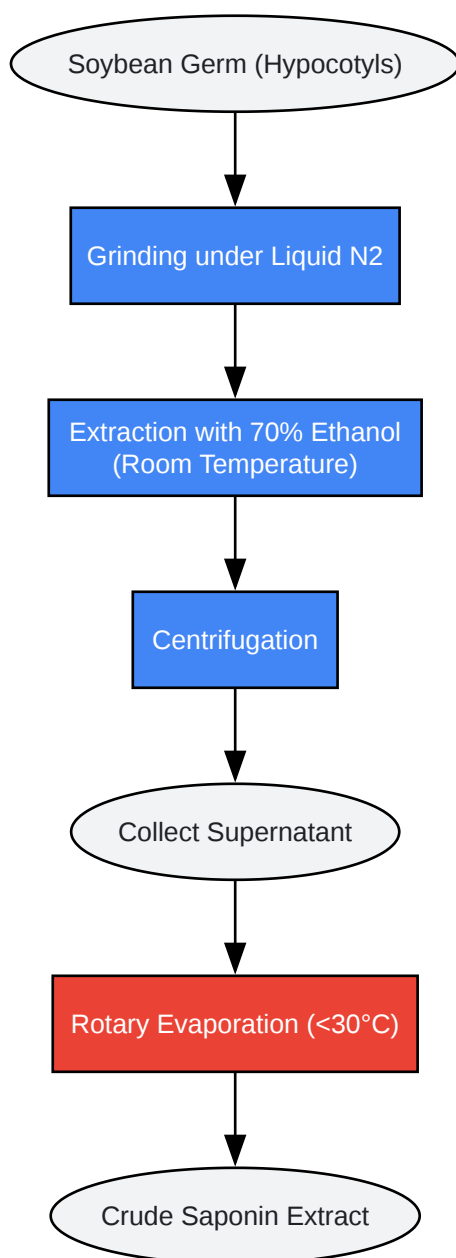 Soybean Germ (Hypocotyls)
Grinding under Liquid N2
Extraction with 70% Ethanol
(Room Temperature)
Centrifugation
Collect Supernatant
Rotary Evaporation (<30°C)
Crude Saponin Extract